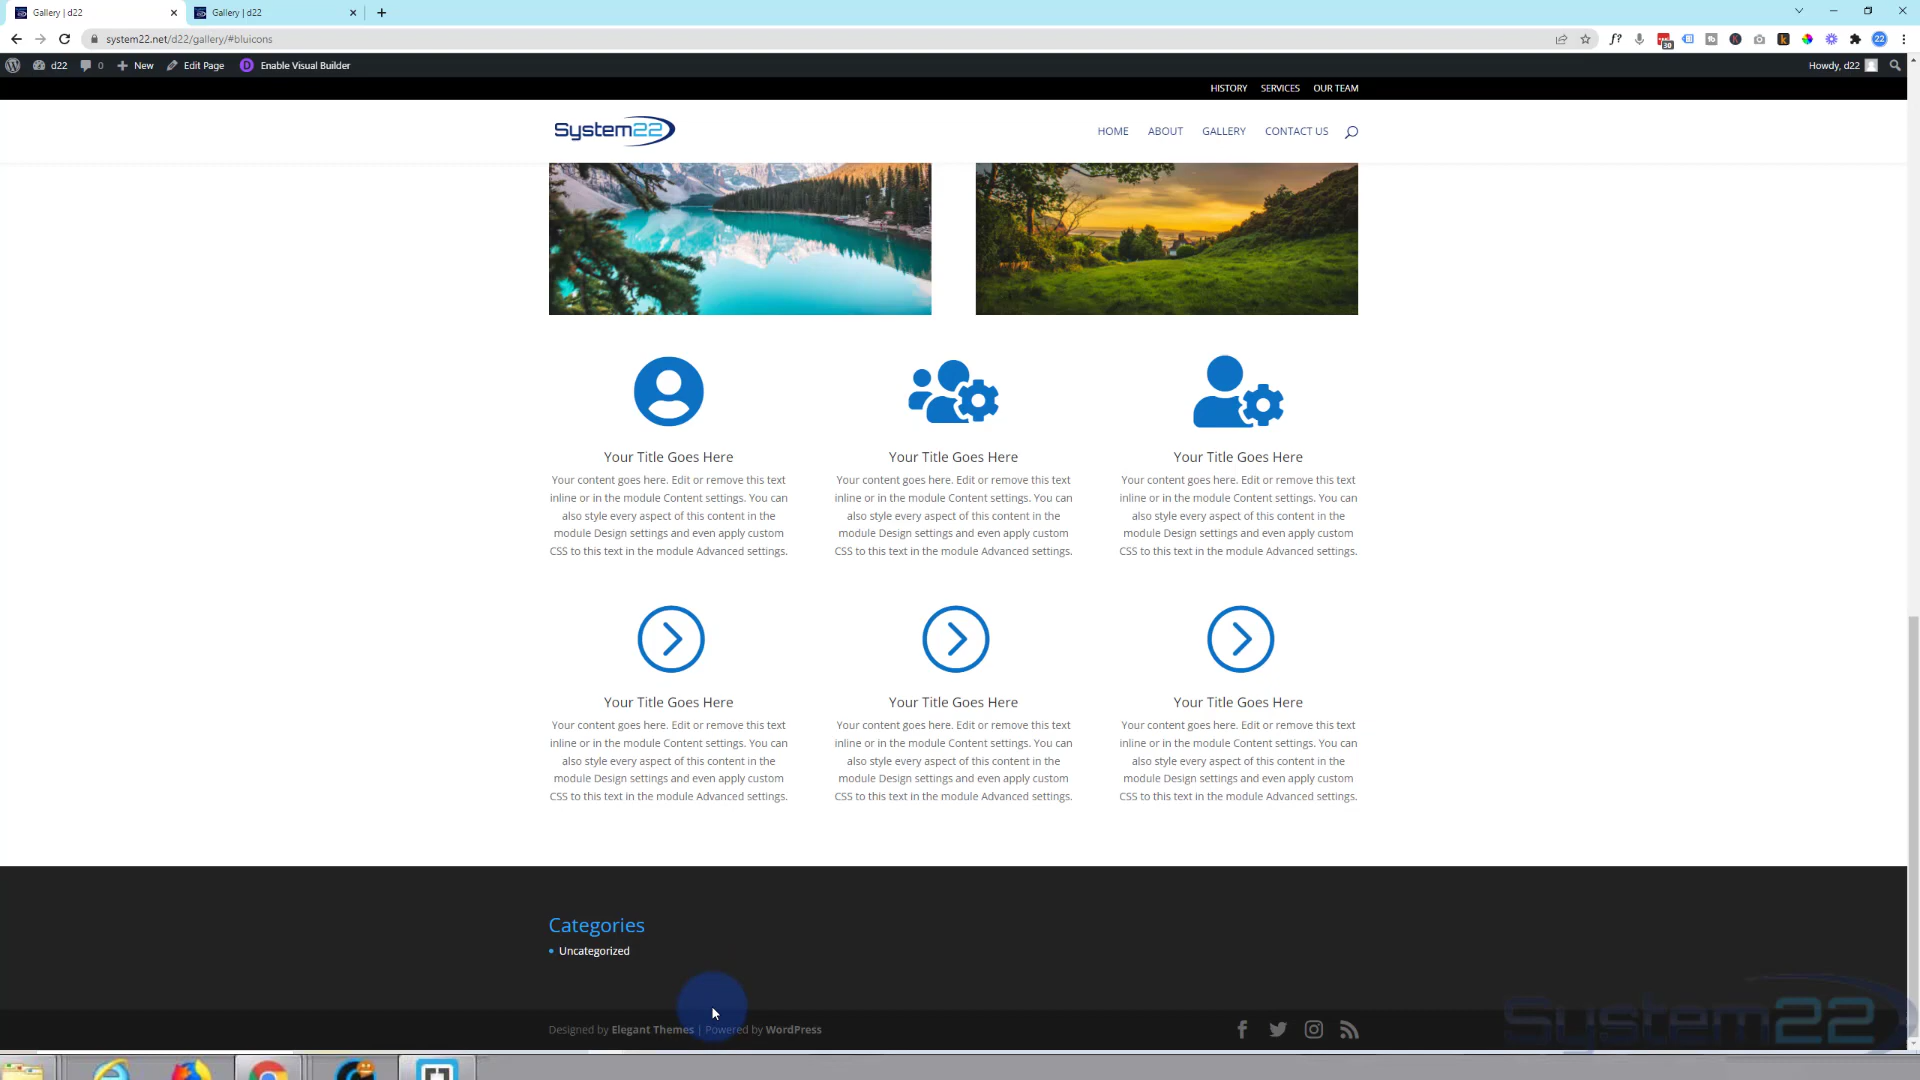 Gallery | d22
Gallery | d22
system22.net/d22/gallery/#bluicons
30
22
d22
0
New
Edit Page
D
Enable Visual Builder
Howdy, d22
HISTORY
SERVICES
OUR TEAM
System22
HOME
ABOUT
GALLERY
CONTACT US
Your Title Goes Here
Your content goes here. Edit or remove this text
inline or in the module Content settings. You can
also style every aspect of this content in the
module Design settings and even apply custom
CSS to this text in the module Advanced settings.
Your Title Goes Here
Your content goes here. Edit or remove this text
inline or in the module Content settings. You can
also style every aspect of this content in the
module Design settings and even apply custom
CSS to this text in the module Advanced settings.
Your Title Goes Here
Your content goes here. Edit or remove this text
inline or in the module Content settings. You can
also style every aspect of this content in the
module Design settings and even apply custom
CSS to this text in the module Advanced settings.
Your Title Goes Here
Your content goes here. Edit or remove this text
inline or in the module Content settings. You can
also style every aspect of this content in the
module Design settings and even apply custom
CSS to this text in the module Advanced settings.
Your Title Goes Here
Your content goes here. Edit or remove this text
inline or in the module Content settings. You can
also style every aspect of this content in the
module Design settings and even apply custom
CSS to this text in the module Advanced settings.
Your Title Goes Here
Your content goes here. Edit or remove this text
inline or in the module Content settings. You can
also style every aspect of this content in the
module Design settings and even apply custom
CSS to this text in the module Advanced settings.
Categories
Uncategorized
Designed by Elegant Themes | Powered by WordPress
System22